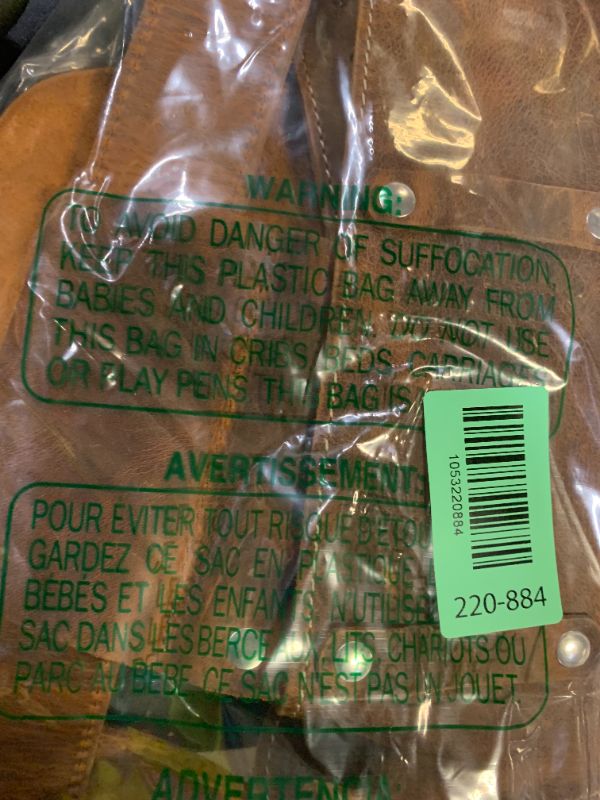 WARNING:
TO AVOID DANGER OF SUFFOCATION,
KEEP THIS PLASTIC BAG AWAY FROM
BABIES AND CHILDREN. DO NOT USE
THIS BAG IN CRIBS, BEDS, CARRIAGES
OR PLAY PENS. THIS BAG IS
AVERTISSEMENT:
POUR EVITER TOUT RISQUE
GARDEZ CE SAC EN PLASTIQUE
BÉBÉS ET LES ENFANTS. N'UTILISE
SAC DANS LES BERCEAUX, LITS, CHARIOTS OU
PARC AU BEBE. CE SAC N'EST PAS UN JOUET.
1053220884
220-884
ADVERTENCIA: